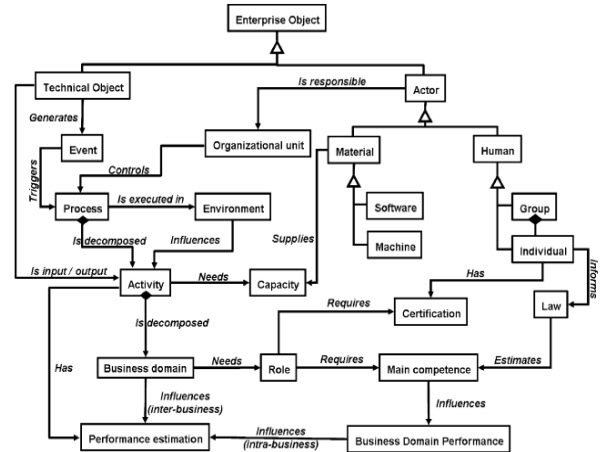 Enterprise Object
Is responsible
Technical Object
Actor
Generates
Event
Organizational unit
Material
Human
Triggers
Controls
Process
Is executed in
Environment
Software
Group
Is decomposed
Influences
Supplies
Machine
Individual
Is input / output
Activity
Needs
Capacity
Has
Informs
Requires
Certification
Law
Is decomposed
Has
Business domain
Needs
Role
Requires
Main competence
Estimates
Influences
(inter-business)
Influences
Performance estimation
Influences
(intra-business)
Business Domain Performance